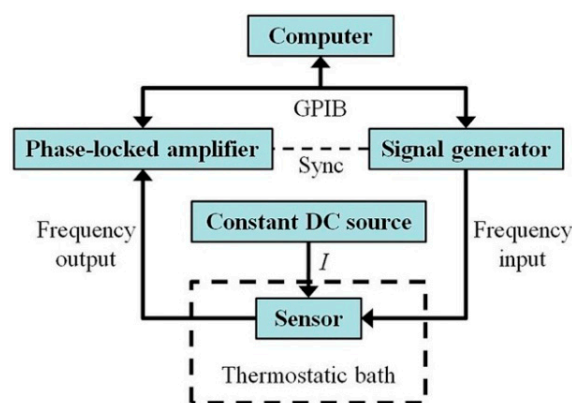 Computer
GPIB
Phase-locked amplifier
Sync
Signal generator
Frequency
output
Constant DC source
Frequency
input
I
Sensor
Thermostatic bath